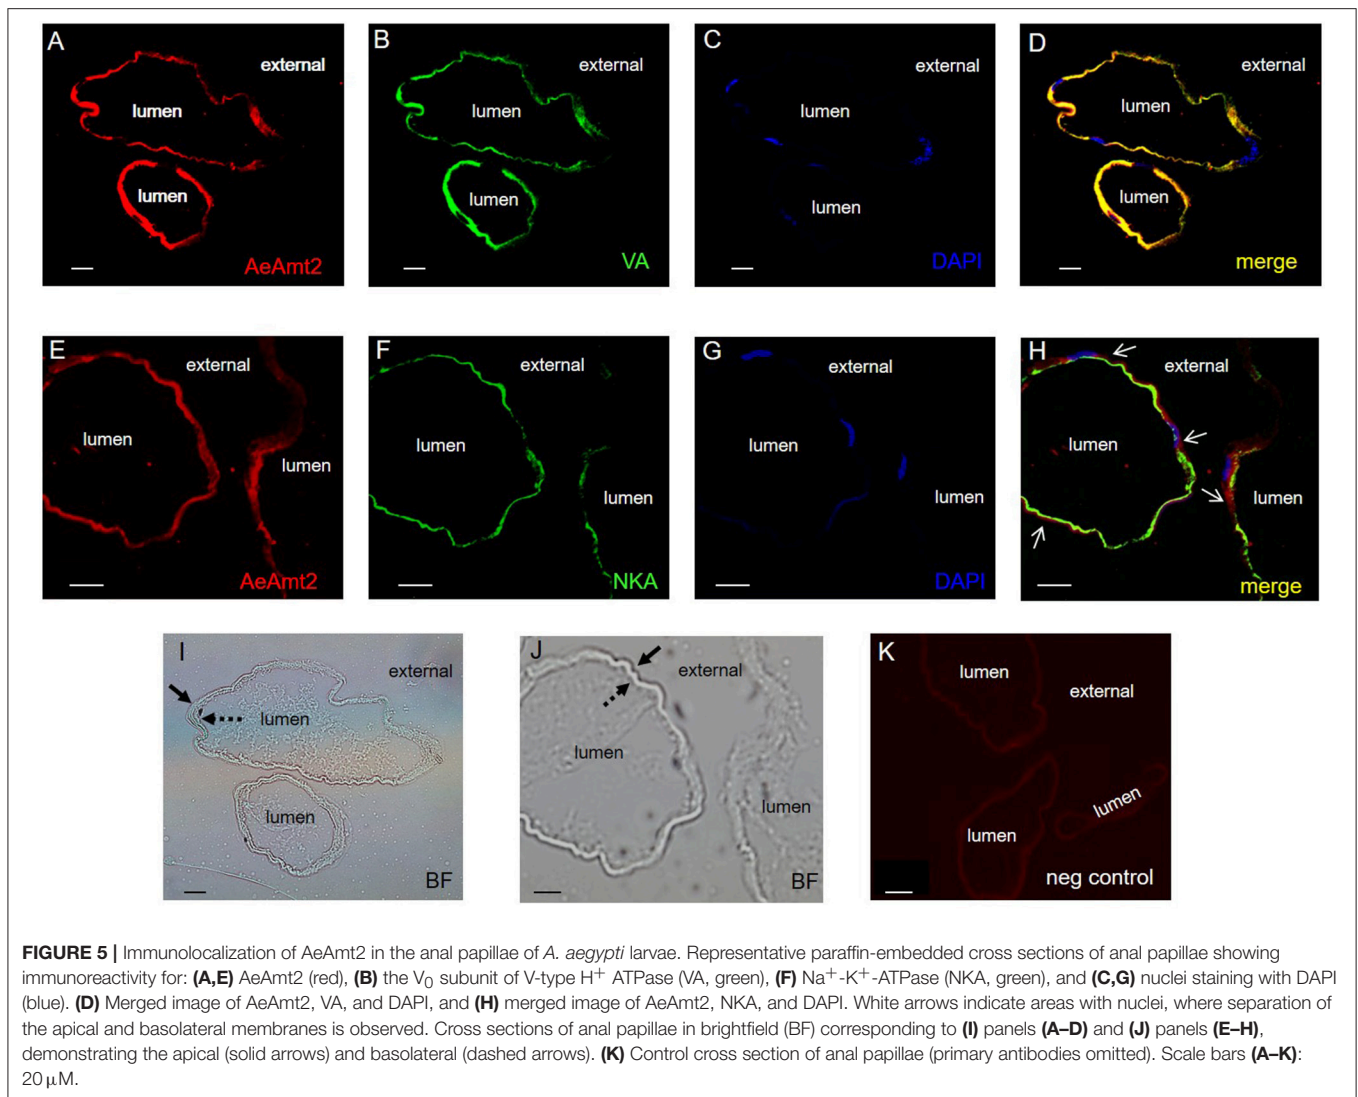 A
external
lumen
lumen
AeAmt2
B
external
lumen
lumen
VA
C
external
lumen
lumen
DAPI
D
external
lumen
lumen
merge
E
external
lumen
lumen
AeAmt2
F
external
lumen
lumen
NKA
G
external
lumen
lumen
DAPI
H
external
lumen
lumen
merge
I
external
lumen
lumen
BF
J
external
lumen
lumen
BF
K
lumen
external
lumen
lumen
neg control
FIGURE 5 | Immunolocalization of AeAmt2 in the anal papillae of A. aegypti larvae. Representative paraffin-embedded cross sections of anal papillae showing
immunoreactivity for: (A,E) AeAmt2 (red), (B) the V₀ subunit of V-type H⁺ ATPase (VA, green), (F) Na⁺-K⁺-ATPase (NKA, green), and (C,G) nuclei staining with DAPI
(blue). (D) Merged image of AeAmt2, VA, and DAPI, and (H) merged image of AeAmt2, NKA, and DAPI. White arrows indicate areas with nuclei, where separation of
the apical and basolateral membranes is observed. Cross sections of anal papillae in brightfield (BF) corresponding to (I) panels (A–D) and (J) panels (E–H),
demonstrating the apical (solid arrows) and basolateral (dashed arrows). (K) Control cross section of anal papillae (primary antibodies omitted). Scale bars (A–K):
20 μM.